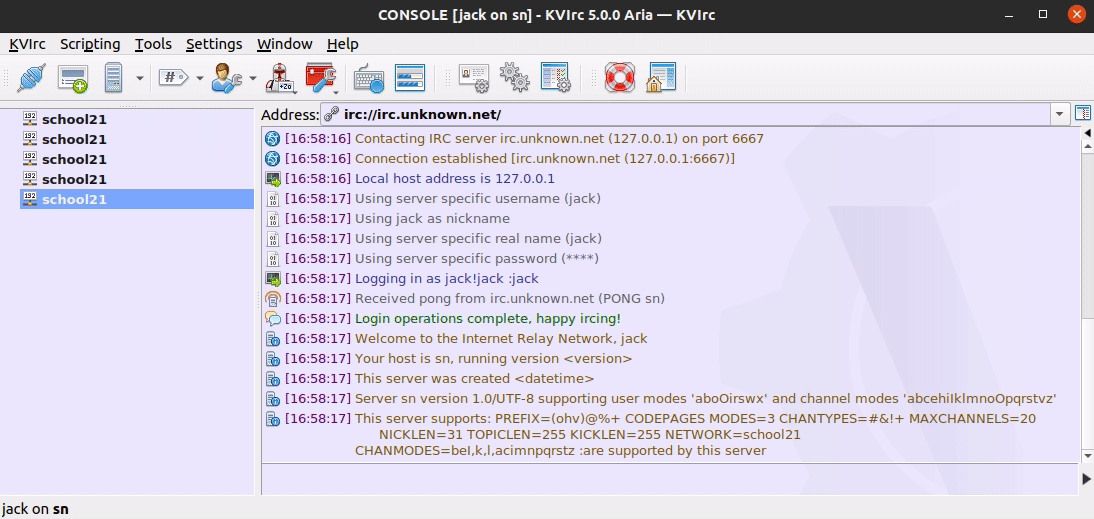 CONSOLE [jack on sn] - KVIrc 5.0.0 Aria — KVIrc
KVIrc Scripting Tools Settings Window Help
Address: irc://irc.unknown.net/
school21
school21
school21
school21
school21
[16:58:16] Contacting IRC server irc.unknown.net (127.0.0.1) on port 6667
[16:58:16] Connection established [irc.unknown.net (127.0.0.1:6667)]
[16:58:16] Local host address is 127.0.0.1
[16:58:17] Using server specific username (jack)
[16:58:17] Using jack as nickname
[16:58:17] Using server specific real name (jack)
[16:58:17] Using server specific password (****)
[16:58:17] Logging in as jack!jack :jack
[16:58:17] Received pong from irc.unknown.net (PONG sn)
[16:58:17] Login operations complete, happy ircing!
[16:58:17] Welcome to the Internet Relay Network, jack
[16:58:17] Your host is sn, running version <version>
[16:58:17] This server was created <datetime>
[16:58:17] Server sn version 1.0/UTF-8 supporting user modes 'aboOirswx' and channel modes 'abcehiIklmnoOpqrstvz'
[16:58:17] This server supports: PREFIX=(ohv)@%+ CODEPAGES MODES=3 CHANTYPES=#&!+ MAXCHANNELS=20
NICKLEN=31 TOPICLEN=255 KICKLEN=255 NETWORK=school21
CHANMODES=beI,k,l,acimnpqrstz :are supported by this server
jack on sn